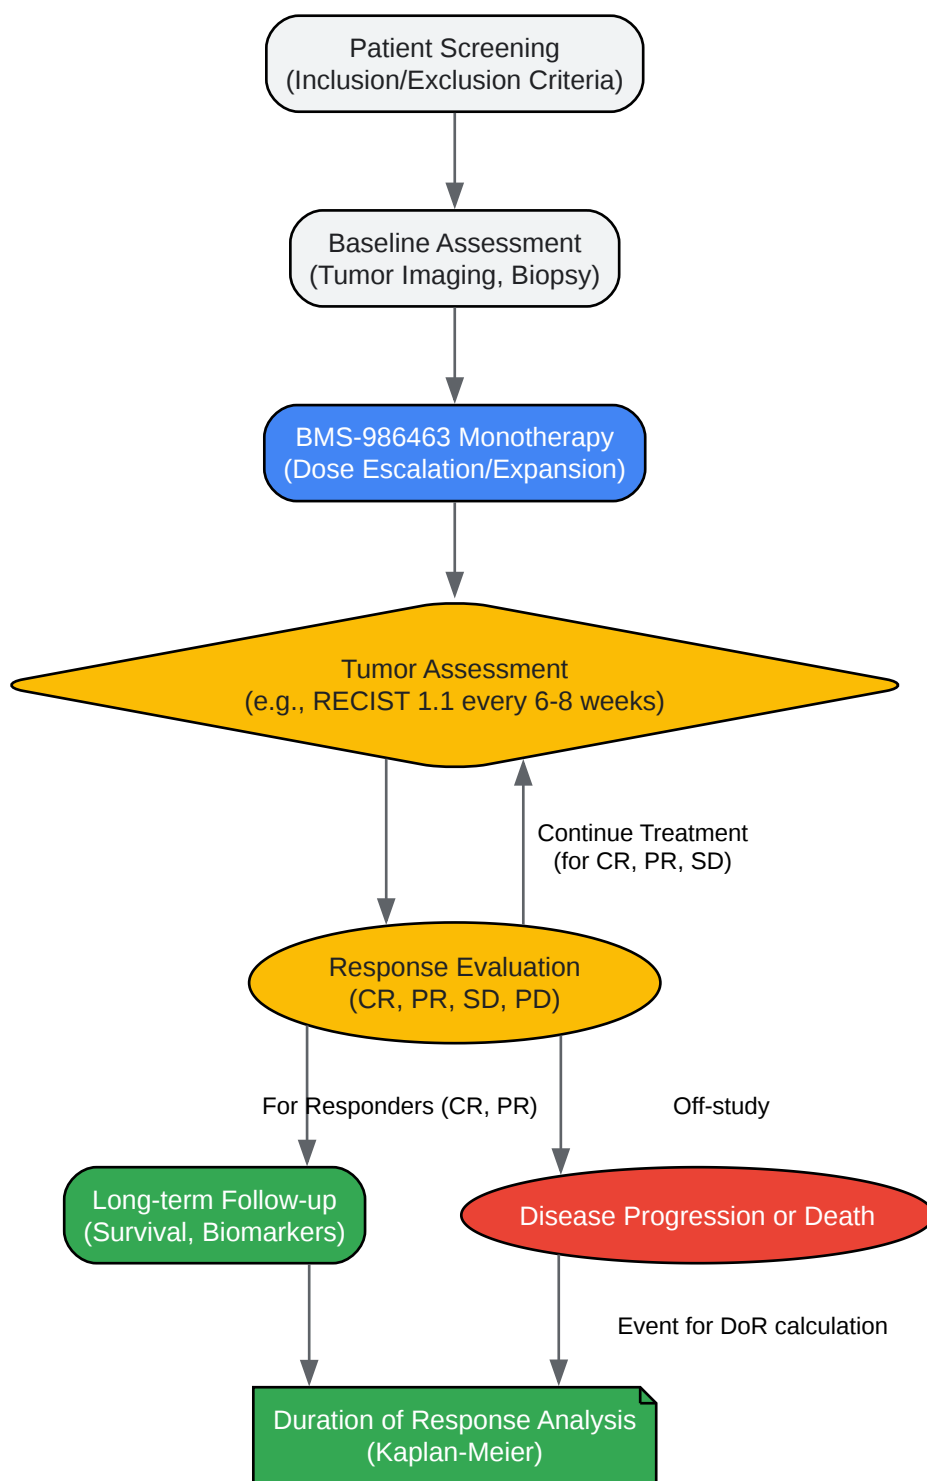 Patient Screening
(Inclusion/Exclusion Criteria)
Baseline Assessment
(Tumor Imaging, Biopsy)
BMS-986463 Monotherapy
(Dose Escalation/Expansion)
Tumor Assessment
(e.g., RECIST 1.1 every 6-8 weeks)
Continue Treatment
(for CR, PR, SD)
Response Evaluation
(CR, PR, SD, PD)
For Responders (CR, PR)
Off-study
Long-term Follow-up
(Survival, Biomarkers)
Disease Progression or Death
Event for DoR calculation
Duration of Response Analysis
(Kaplan-Meier)